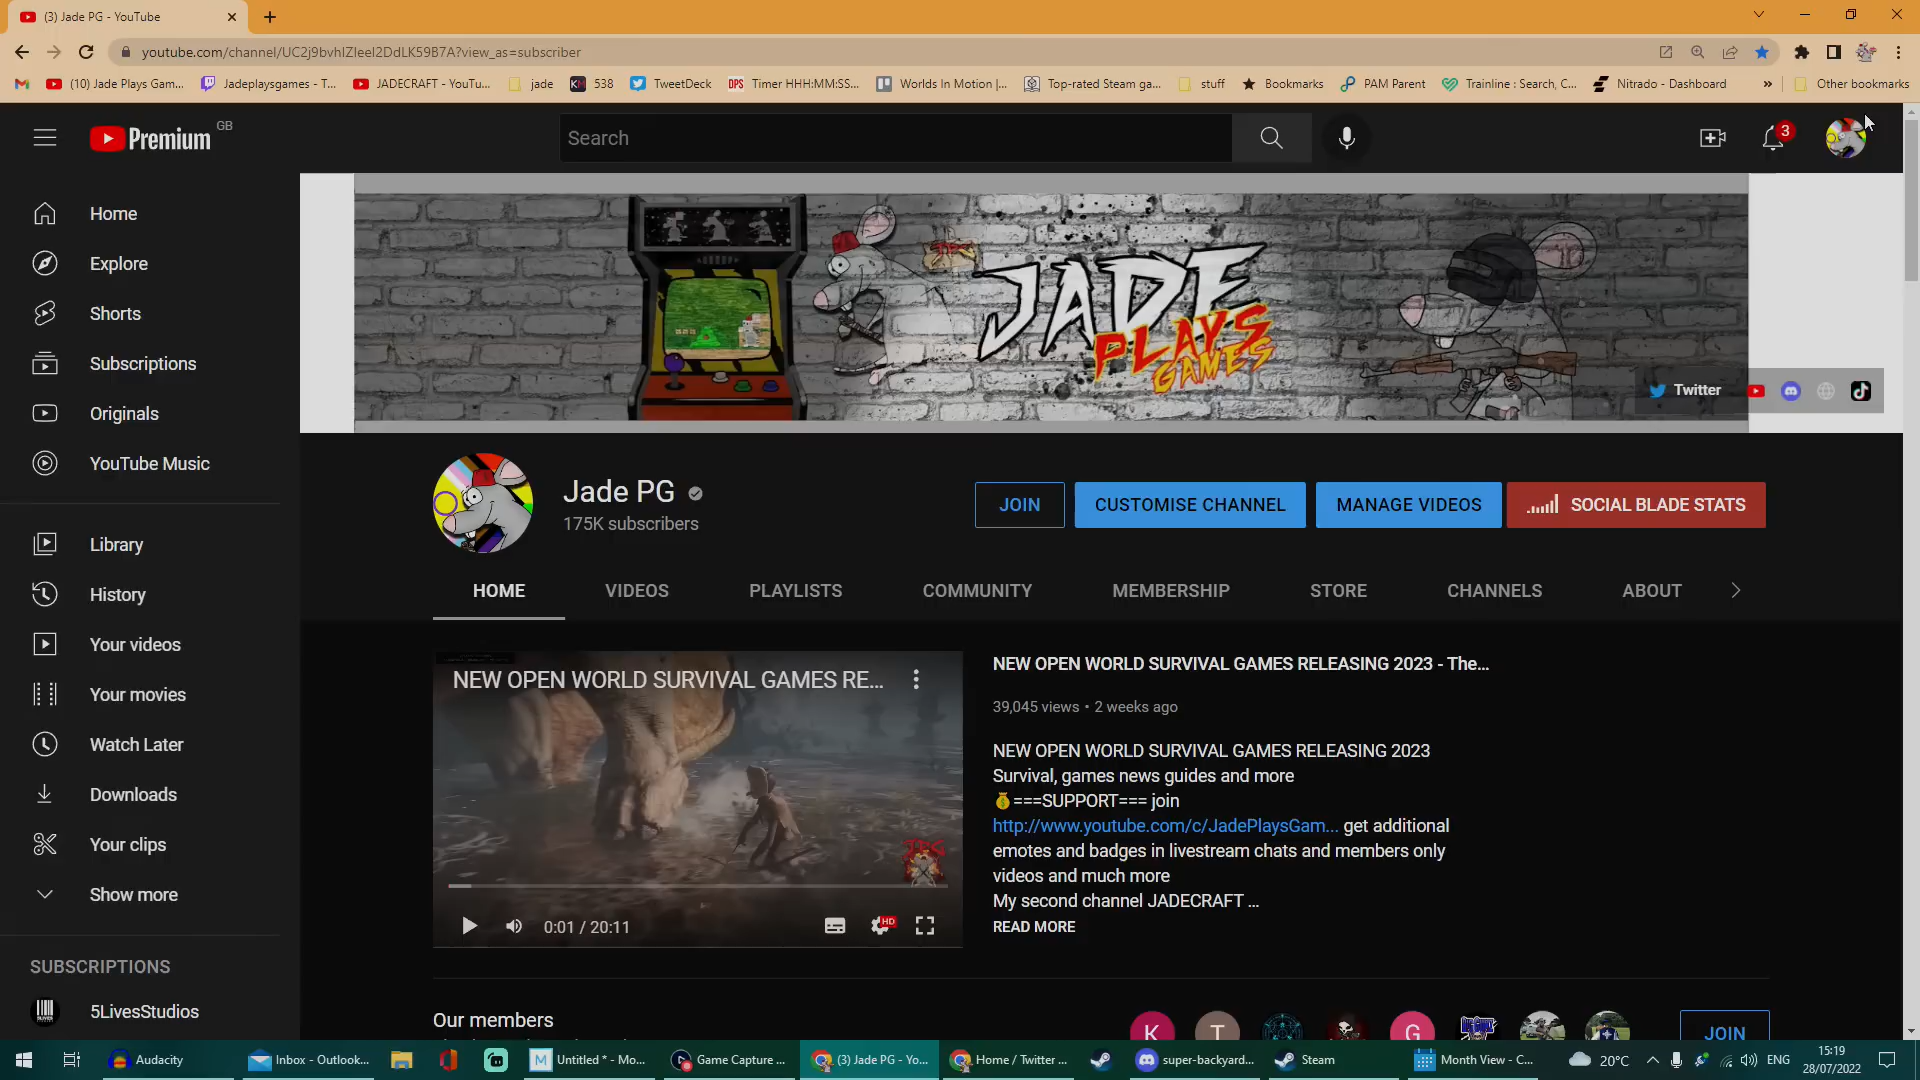 (3) Jade PG - YouTube
youtube.com/channel/UC2j9bvhlZIeel2DdLK59B7A?view_as=subscriber
(10) Jade Plays Gam...
Jadeplaysgames - T...
JADECRAFT - YouTu...
jade
538
TweetDeck
DPS Timer HHH:MM:SS...
Worlds In Motion |...
Top-rated Steam ga...
stuff
Bookmarks
PAM Parent
Trainline : Search, C...
Nitrado - Dashboard
»
Other bookmarks
Premium GB
Search
3
JADE
PLAYS
GAMES
Twitter
Home
Explore
Shorts
Subscriptions
Originals
YouTube Music
Library
History
Your videos
Your movies
Watch Later
Downloads
Your clips
Show more
SUBSCRIPTIONS
5LivesStudios
Jade PG
175K subscribers
JOIN
CUSTOMISE CHANNEL
MANAGE VIDEOS
SOCIAL BLADE STATS
HOME
VIDEOS
PLAYLISTS
COMMUNITY
MEMBERSHIP
STORE
CHANNELS
ABOUT
NEW OPEN WORLD SURVIVAL GAMES RE...
0:01 / 20:11
HD
NEW OPEN WORLD SURVIVAL GAMES RELEASING 2023 - The...
39,045 views • 2 weeks ago
NEW OPEN WORLD SURVIVAL GAMES RELEASING 2023
Survival, games news guides and more
💰===SUPPORT=== join
http://www.youtube.com/c/JadePlaysGam... get additional
emotes and badges in livestream chats and members only
videos and much more
My second channel JADECRAFT ...
READ MORE
Our members
K
T
G
JOIN
Audacity
Inbox - Outlook...
Untitled * - Mo...
Game Capture ...
(3) Jade PG - Yo...
Home / Twitter ...
super-backyard...
Steam
Month View - C...
20°C
ENG
15:19
28/07/2022